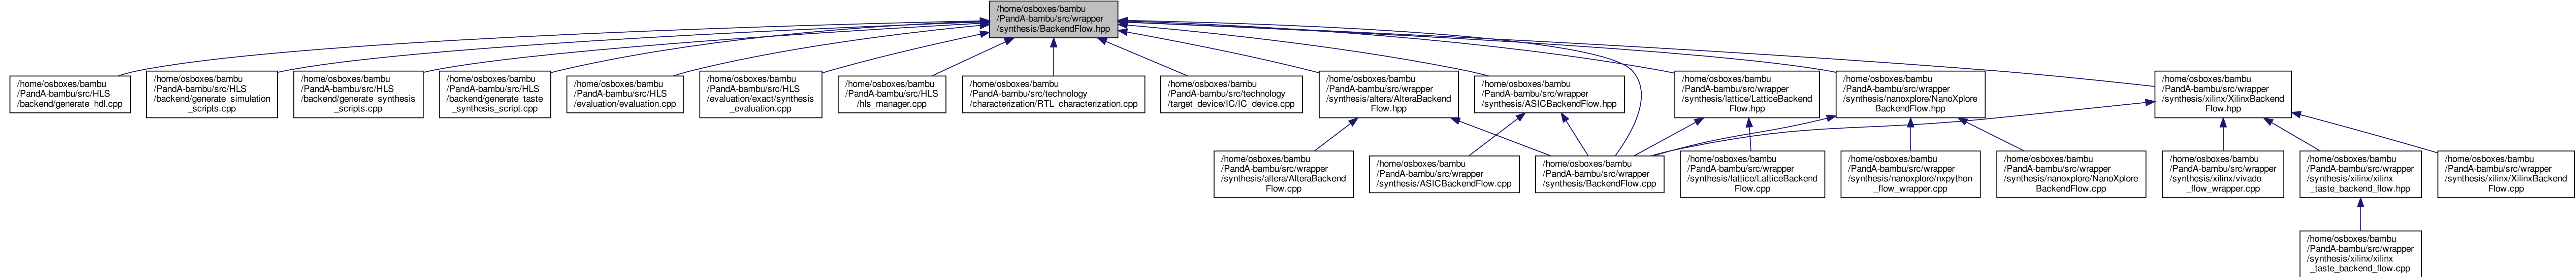 /home/osboxes/bambu
/PandA-bambu/src/wrapper
/synthesis/BackendFlow.hpp
/home/osboxes/bambu
/PandA-bambu/src/HLS
/backend/generate_hdl.cpp
/home/osboxes/bambu
/PandA-bambu/src/HLS
/backend/generate_simulation
_scripts.cpp
/home/osboxes/bambu
/PandA-bambu/src/HLS
/backend/generate_synthesis
_scripts.cpp
/home/osboxes/bambu
/PandA-bambu/src/HLS
/backend/generate_taste
_synthesis_script.cpp
/home/osboxes/bambu
/PandA-bambu/src/HLS
/evaluation/evaluation.cpp
/home/osboxes/bambu
/PandA-bambu/src/HLS
/evaluation/exact/synthesis
_evaluation.cpp
/home/osboxes/bambu
/PandA-bambu/src/HLS
/hls_manager.cpp
/home/osboxes/bambu
/PandA-bambu/src/technology
/characterization/RTL_characterization.cpp
/home/osboxes/bambu
/PandA-bambu/src/technology
/target_device/IC/IC_device.cpp
/home/osboxes/bambu
/PandA-bambu/src/wrapper
/synthesis/altera/AlteraBackend
Flow.hpp
/home/osboxes/bambu
/PandA-bambu/src/wrapper
/synthesis/ASICBackendFlow.hpp
/home/osboxes/bambu
/PandA-bambu/src/wrapper
/synthesis/lattice/LatticeBackend
Flow.hpp
/home/osboxes/bambu
/PandA-bambu/src/wrapper
/synthesis/nanoxplore/NanoXplore
BackendFlow.hpp
/home/osboxes/bambu
/PandA-bambu/src/wrapper
/synthesis/xilinx/XilinxBackend
Flow.hpp
/home/osboxes/bambu
/PandA-bambu/src/wrapper
/synthesis/altera/AlteraBackend
Flow.cpp
/home/osboxes/bambu
/PandA-bambu/src/wrapper
/synthesis/ASICBackendFlow.cpp
/home/osboxes/bambu
/PandA-bambu/src/wrapper
/synthesis/BackendFlow.cpp
/home/osboxes/bambu
/PandA-bambu/src/wrapper
/synthesis/lattice/LatticeBackend
Flow.cpp
/home/osboxes/bambu
/PandA-bambu/src/wrapper
/synthesis/nanoxplore/nxpython
_flow_wrapper.cpp
/home/osboxes/bambu
/PandA-bambu/src/wrapper
/synthesis/nanoxplore/NanoXplore
BackendFlow.cpp
/home/osboxes/bambu
/PandA-bambu/src/wrapper
/synthesis/xilinx/vivado
_flow_wrapper.cpp
/home/osboxes/bambu
/PandA-bambu/src/wrapper
/synthesis/xilinx/xilinx
_taste_backend_flow.hpp
/home/osboxes/bambu
/PandA-bambu/src/wrapper
/synthesis/xilinx/XilinxBackend
Flow.cpp
/home/osboxes/bambu
/PandA-bambu/src/wrapper
/synthesis/xilinx/xilinx
_taste_backend_flow.cpp